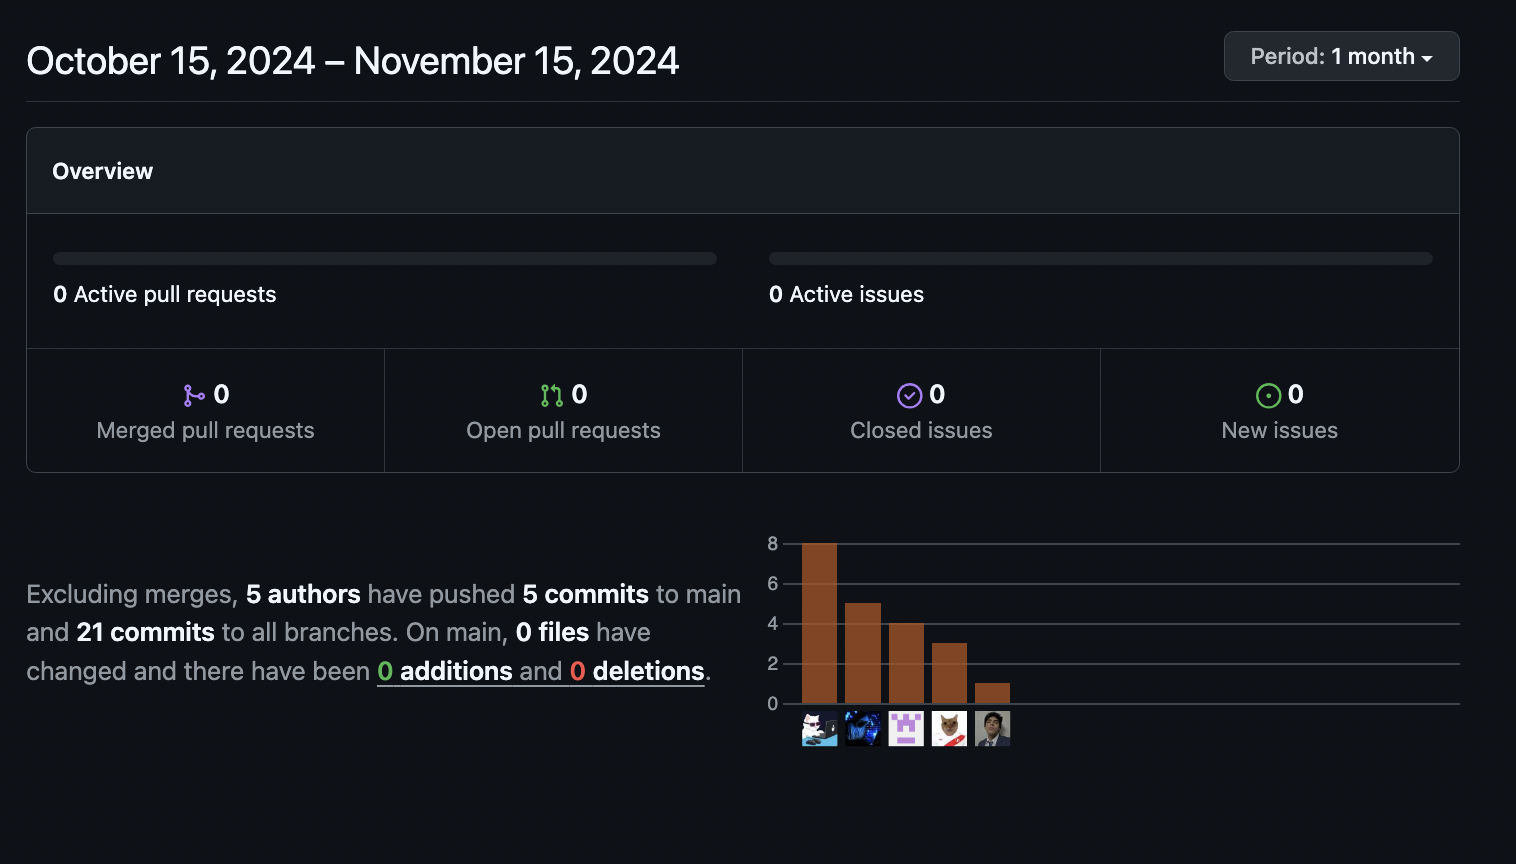 October 15, 2024 – November 15, 2024
Period: 1 month
Overview
0 Active pull requests
0 Active issues
0
Merged pull requests
0
Open pull requests
0
Closed issues
0
New issues
Excluding merges, 5 authors have pushed 5 commits to main
and 21 commits to all branches. On main, 0 files have
changed and there have been 0 additions and 0 deletions.
8
6
4
2
0